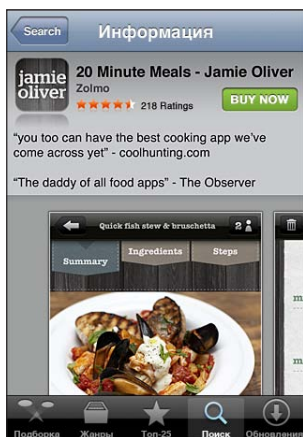 Search
Информация
jamie
oliver
20 Minute Meals - Jamie Oliver
Zolmo
218 Ratings
BUY NOW
“you too can have the best cooking app we've
come across yet” - coolhunting.com
“The daddy of all food apps” - The Observer
Quick fish stew & bruschetta
2
Summary
Ingredients
Steps
m
m
Подборка
Жанры
Топ-25
Поиск
Обновления